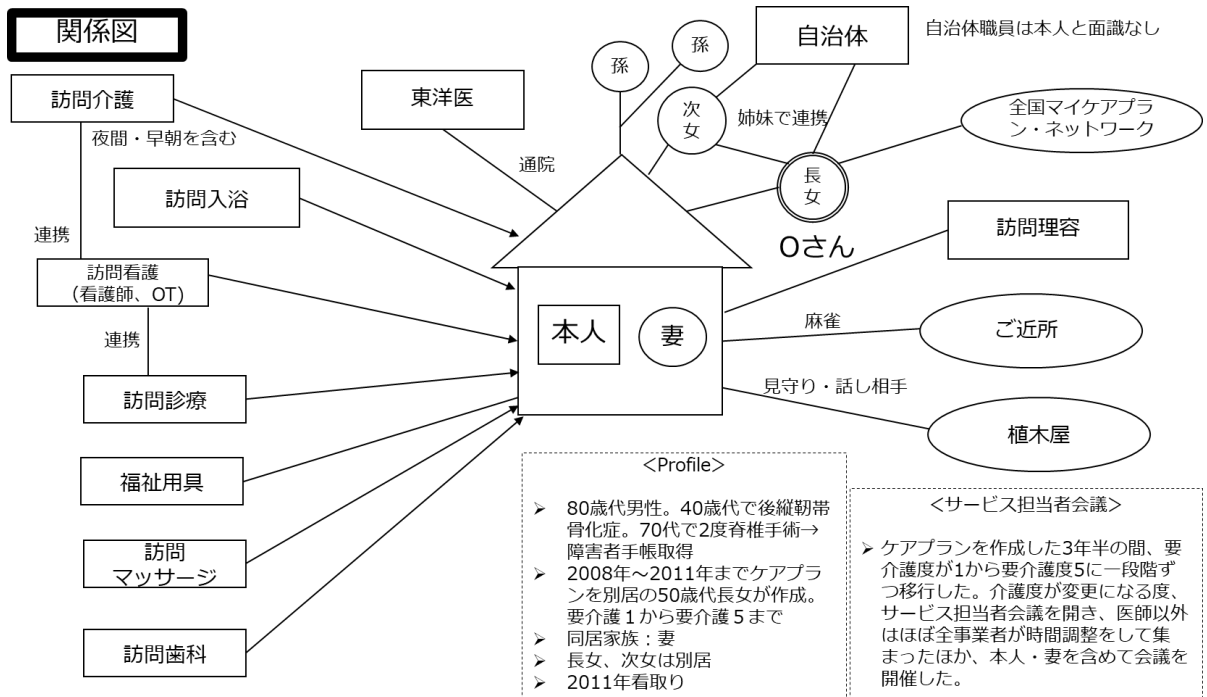 関係図
自治体
自治体職員は本人と面識なし
孫
孫
訪問介護
東洋医
次
女
姉妹で連携
全国マイケアプラ
ン・ネットワーク
夜間・早朝を含む
通院
長
女
訪問入浴
訪問理容
連携
Oさん
訪問看護
(看護師、OT)
本人
妻
麻雀
ご近所
連携
訪問診療
見守り・話し相手
植木屋
福祉用具
訪問
マッサージ
訪問歯科
<Profile>
➢ 80歳代男性。40歳代で後縦靭帯
骨化症。70代で2度脊椎手術→
障害者手帳取得
➢ 2008年~2011年までケアプラ
ンを別居の50歳代長女が作成。
要介護1から要介護5まで
➢ 同居家族:妻
➢ 長女、次女は別居
➢ 2011年看取り
<サービス担当者会議>
➢ ケアプランを作成した3年半の間、要
介護度が1から要介護度5に一段階ず
つ移行した。介護度が変更になる度、
サービス担当者会議を開き、医師以外
はほぼ全事業者が時間調整をして集
まったほか、本人・妻を含めて会議を
開催した。